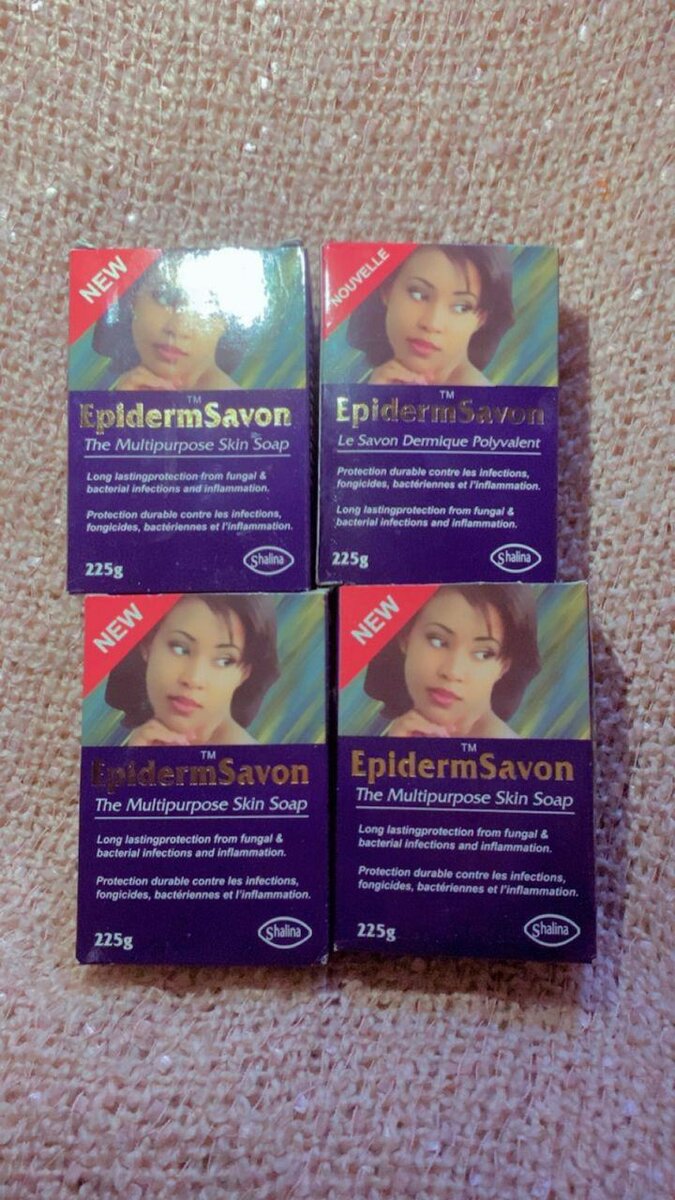 NEW
TM
EpidermSavon
The Multipurpose Skin Soap
Long lastingprotection from fungal &
bacterial infections and inflammation.
Protection durable contre les infections,
fongicides, bactériennes et l'inflammation.
225g
Shalina
NOUVELLE
TM
EpidermSavon
Le Savon Dermique Polyvalent
Protection durable contre les infections,
fongicides, bactériennes et l'inflammation.
Long lastingprotection from fungal &
bacterial infections and inflammation.
225g
Shalina
NEW
TM
EpidermSavon
The Multipurpose Skin Soap
Long lastingprotection from fungal &
bacterial infections and inflammation.
Protection durable contre les infections,
fongicides, bactériennes et l'inflammation.
225g
Shalina
NEW
TM
EpidermSavon
The Multipurpose Skin Soap
Long lastingprotection from fungal &
bacterial infections and inflammation.
Protection durable contre les infections,
fongicides, bactériennes et l'inflammation.
225g
Shalina